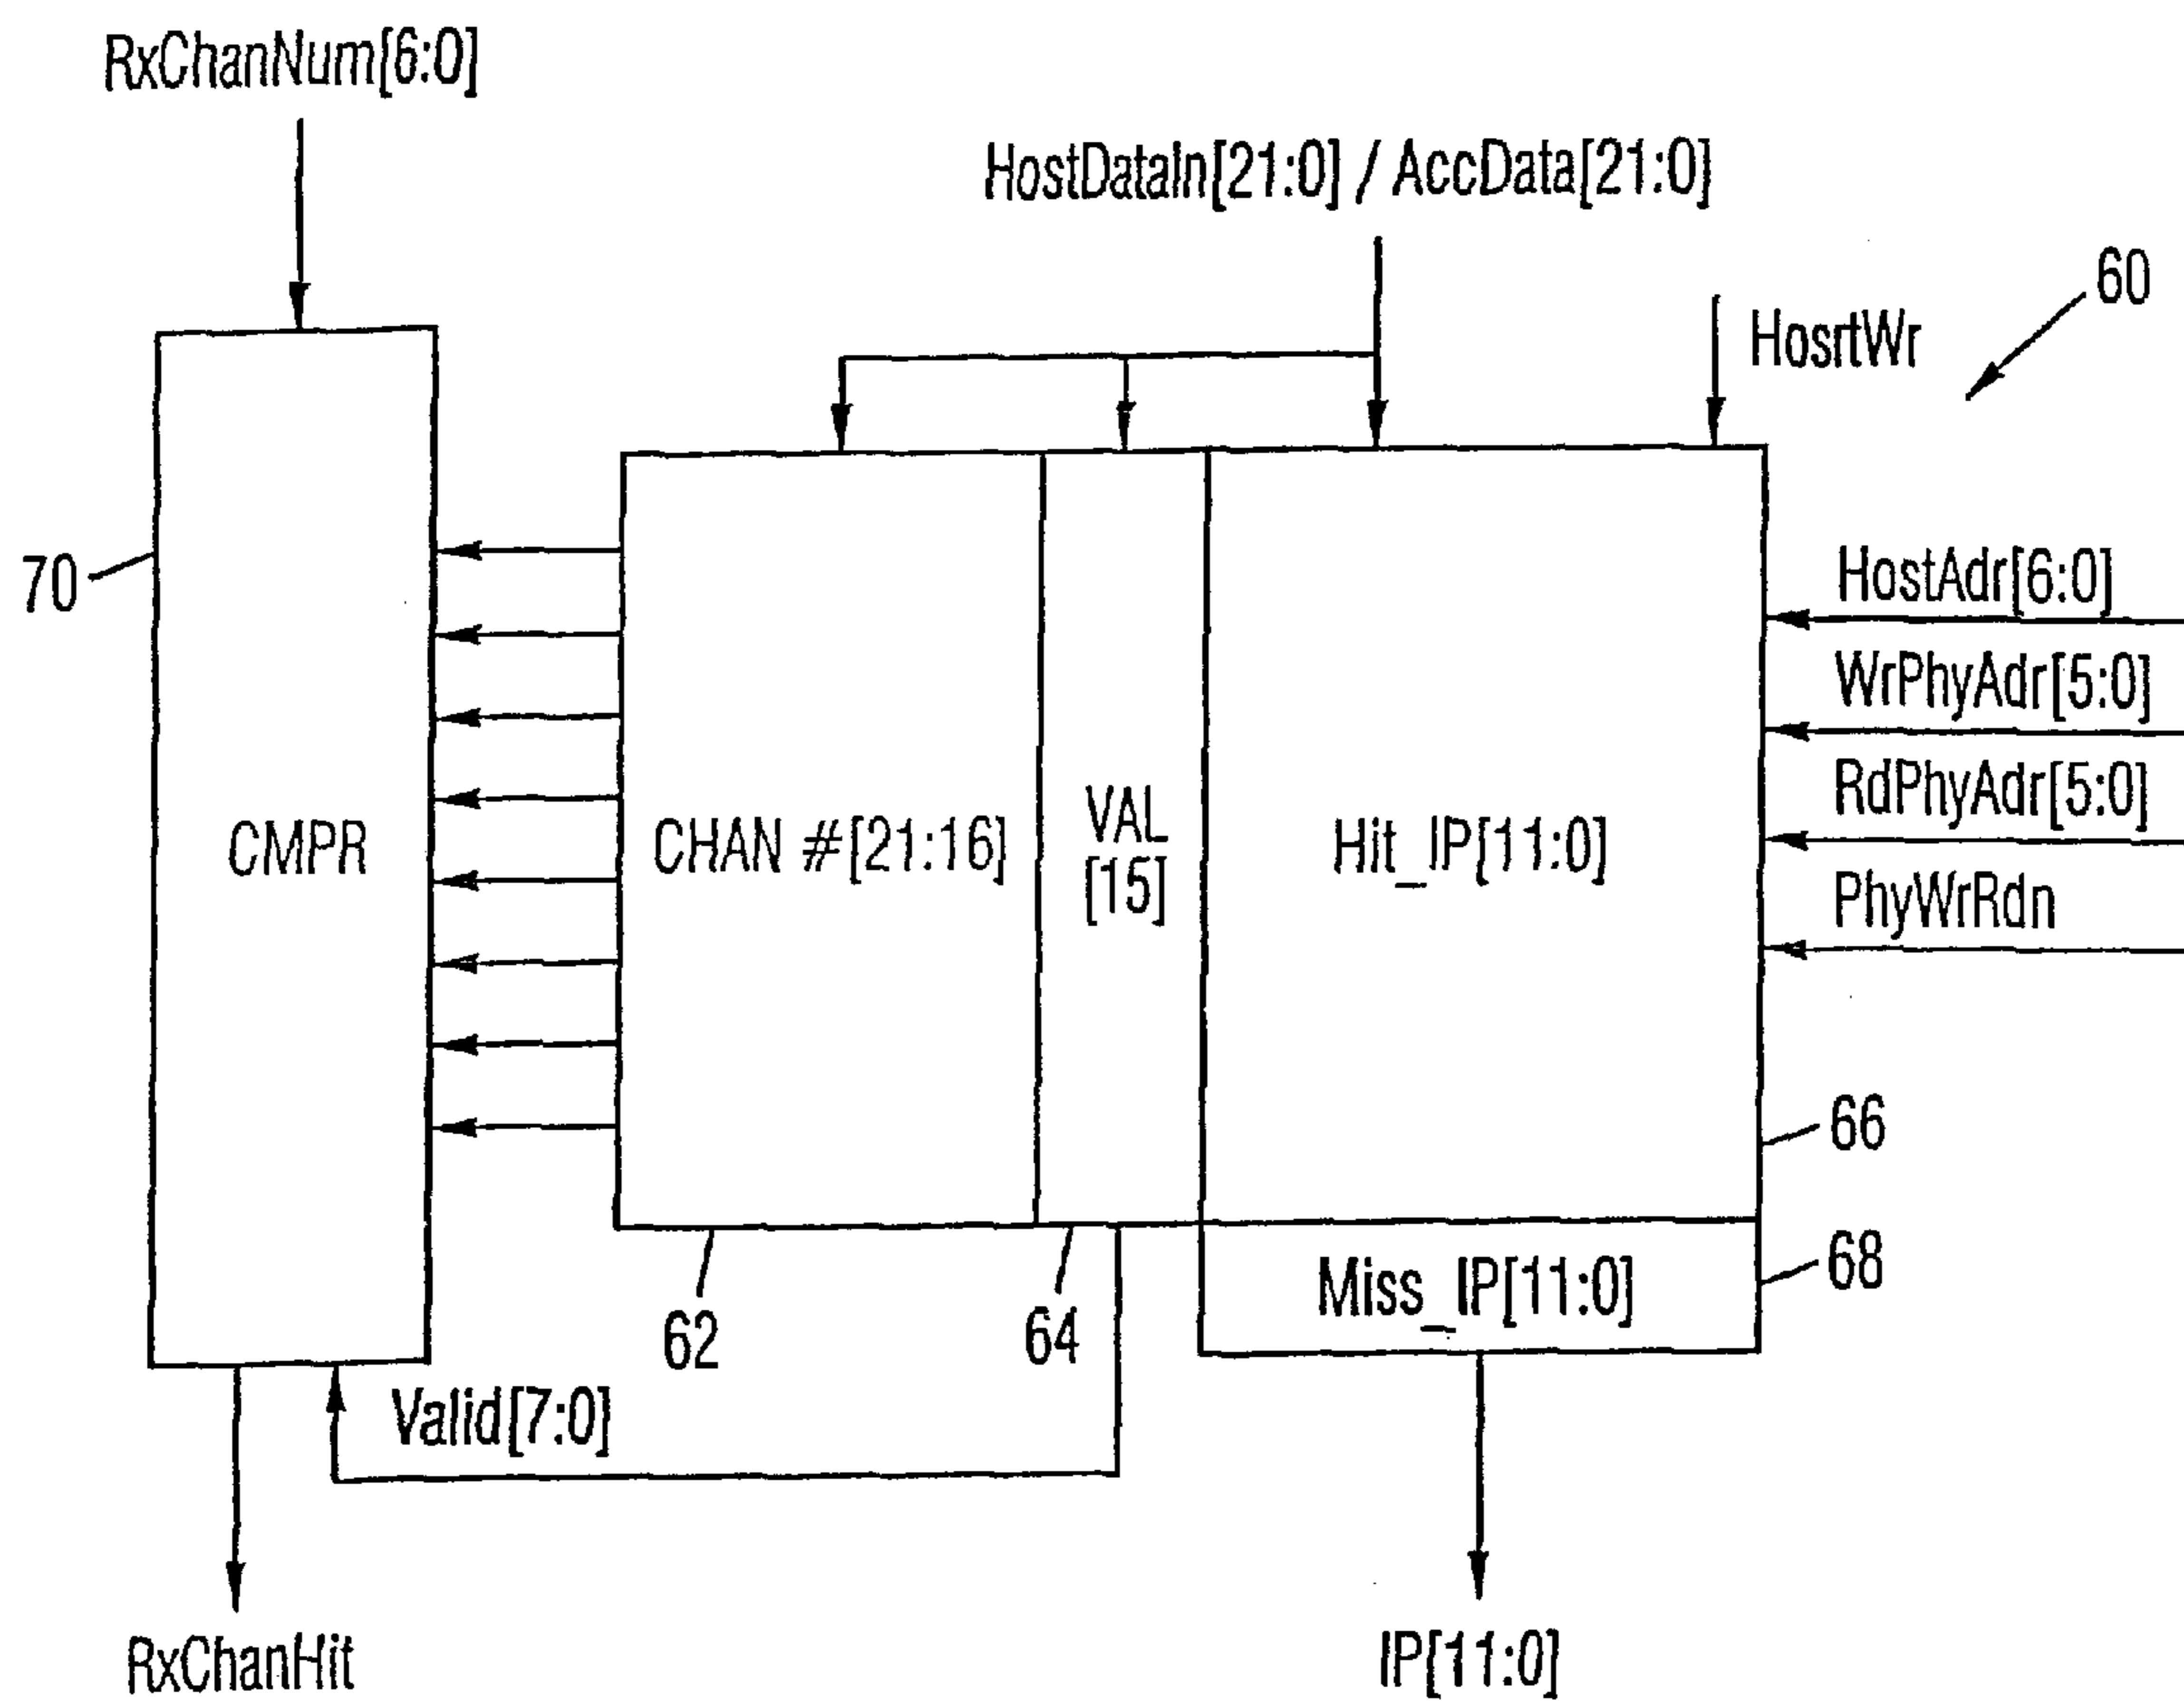 RxChanNum[6:0]
HostDataIn[21:0] / AccData[21:0]
60
HosrtWr
70
HostAdr[6:0]
WrPhyAdr[5:0]
RdPhyAdr[5:0]
PhyWrRdn
CMPR
CHAN #[21:16]
VAL
[15]
Hit_IP[11:0]
66
68
Miss_IP[11:0]
62
64
Valid[7:0]
RxChanHit
IP[11:0]